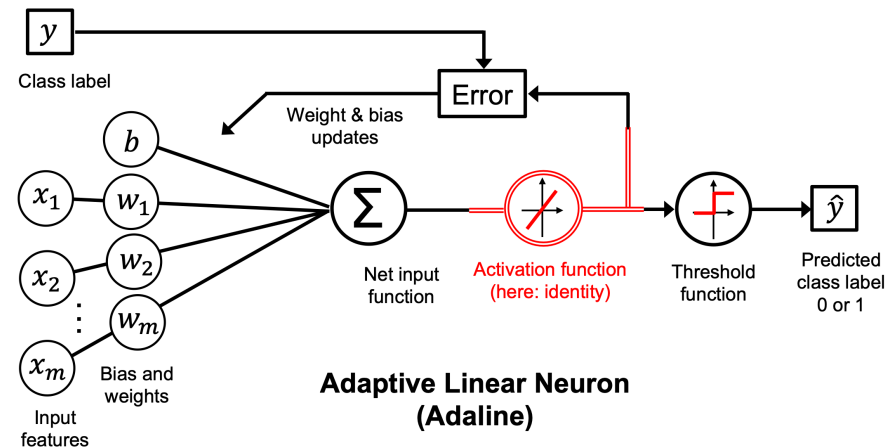 y
Class label
Error
Weight & bias
updates
b
x₁
w₁
x₂
w₂
⋮
wₘ
xₘ
Σ
ŷ
Net input
function
Activation function
(here: identity)
Threshold
function
Predicted
class label
0 or 1
Bias and
weights
Input
features
Adaptive Linear Neuron
(Adaline)